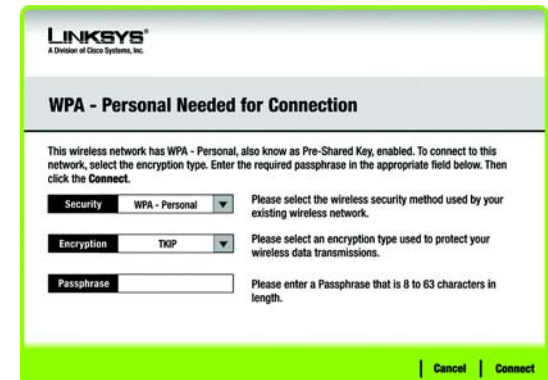 LINKSYS®
A Division of Cisco Systems, Inc.
WPA - Personal Needed for Connection
This wireless network has WPA - Personal, also know as Pre-Shared Key, enabled. To connect to this
network, select the encryption type. Enter the required passphrase in the appropriate field below. Then
click the Connect.
Security WPA - Personal
Please select the wireless security method used by your
existing wireless network.
Encryption TKIP
Please select an encryption type used to protect your
wireless data transmissions.
Passphrase
Please enter a Passphrase that is 8 to 63 characters in
length.
Cancel Connect